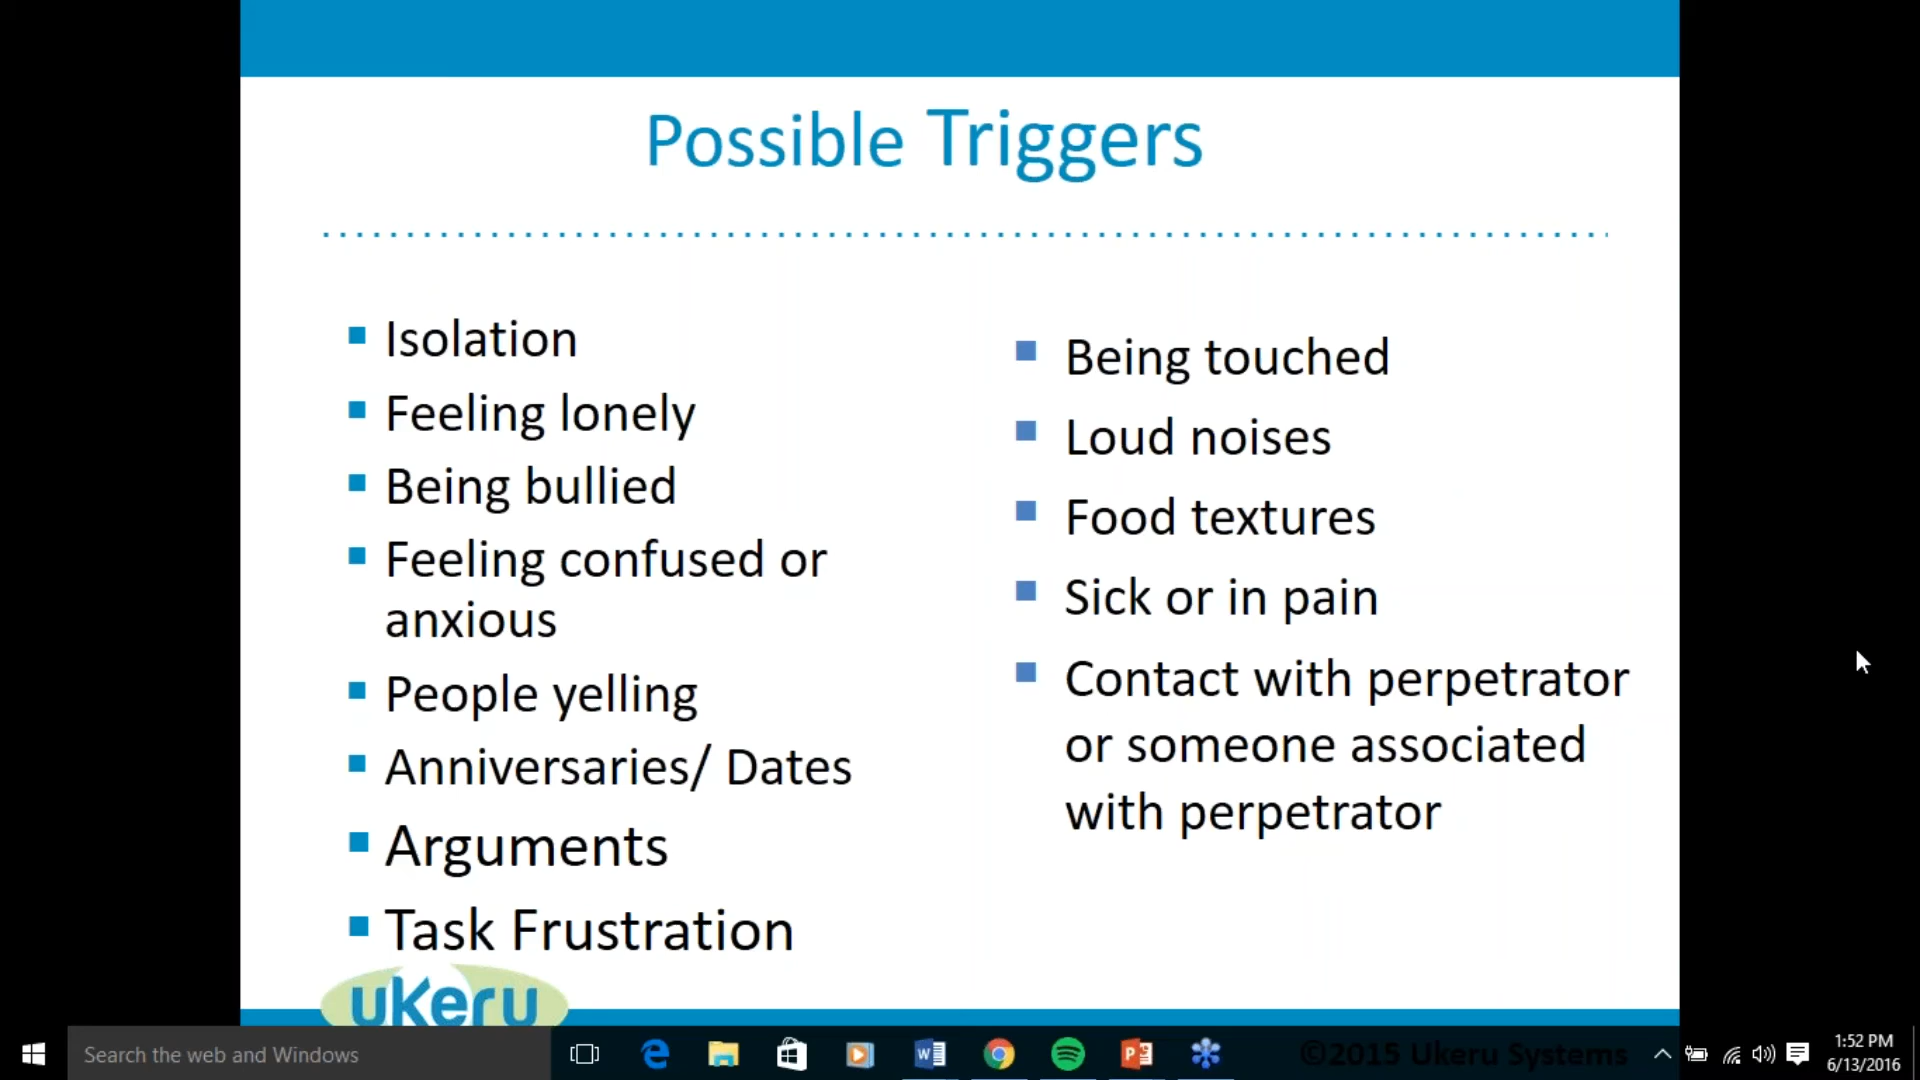 Possible Triggers
Isolation
Feeling lonely
Being bullied
Feeling confused or
anxious
People yelling
Anniversaries/ Dates
Arguments
Task Frustration
Being touched
Loud noises
Food textures
Sick or in pain
Contact with perpetrator
or someone associated
with perpetrator
ukeru
©2015 Ukeru Systems
Search the web and Windows
1:52 PM
6/13/2016